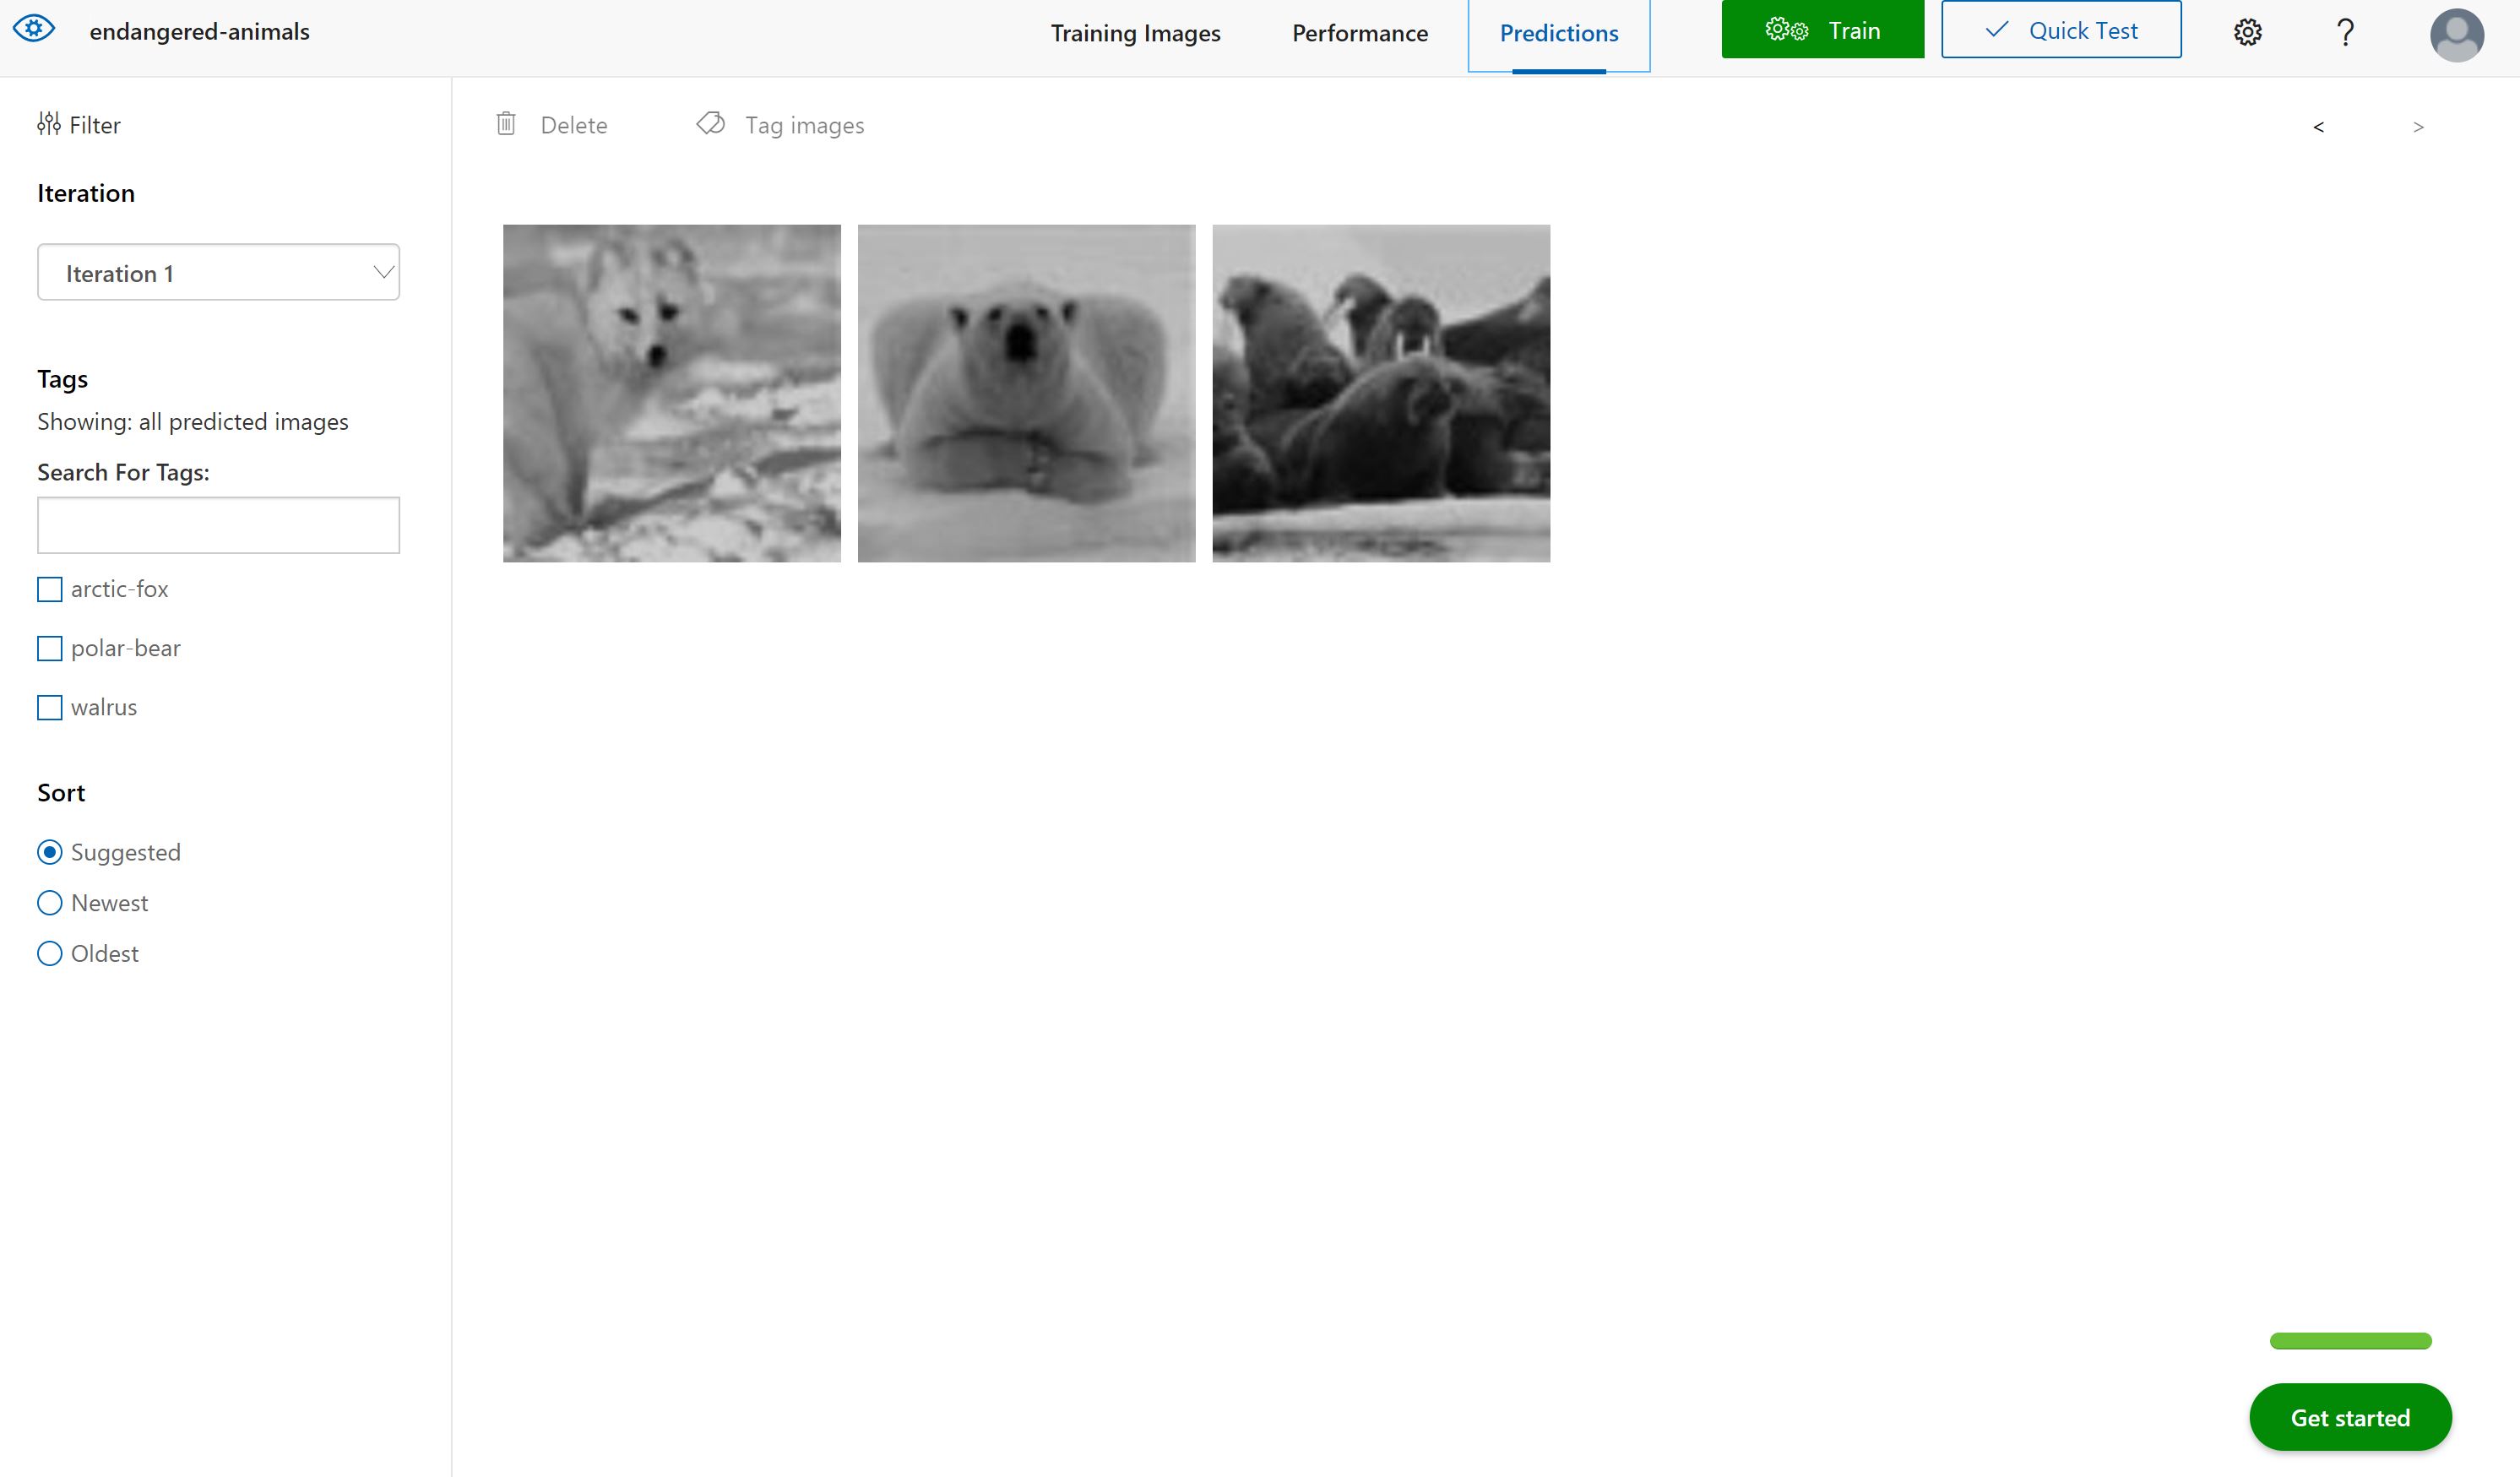 endangered-animals
Training Images
Performance
Predictions
Train
Quick Test
?
Filter
Delete
Tag images
<
>
Iteration
Iteration 1
Tags
Showing: all predicted images
Search For Tags:
arctic-fox
polar-bear
walrus
Sort
Suggested
Newest
Oldest
Get started